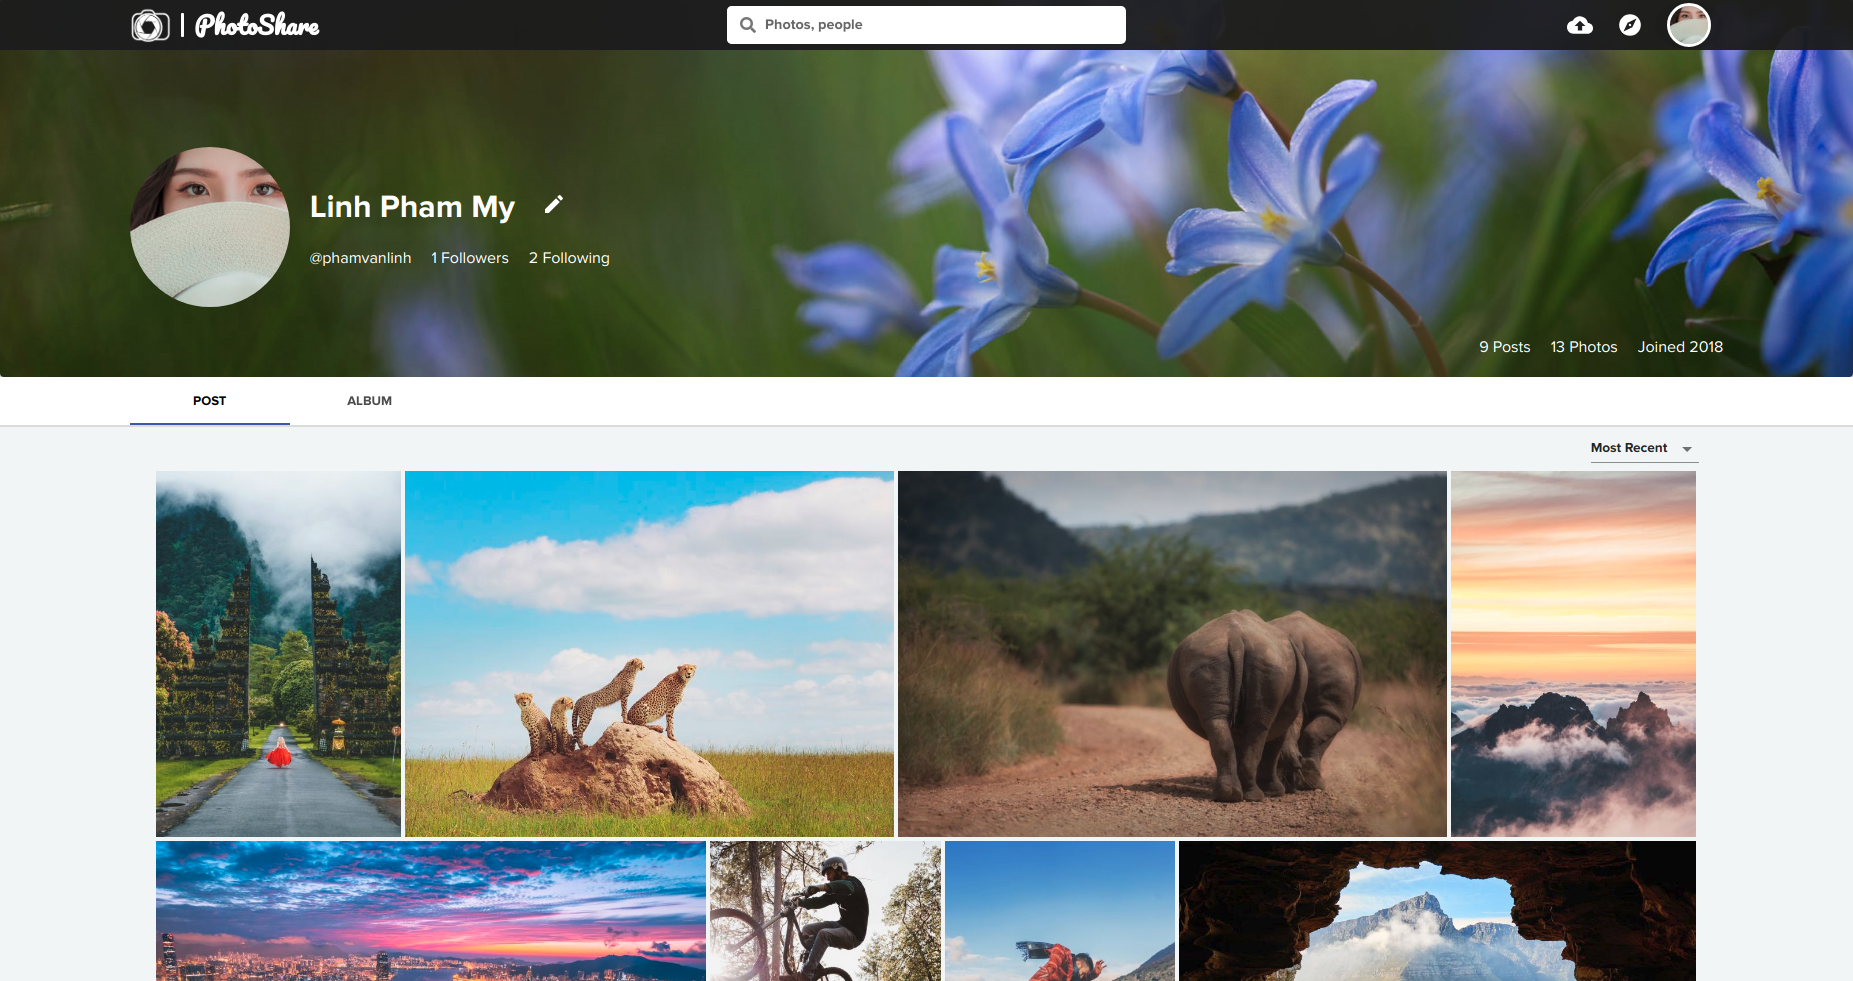 PhotoShare
Photos, people
Linh Pham My
@phamvanlinh 1 Followers 2 Following
9 Posts 13 Photos Joined 2018
POST ALBUM
Most Recent